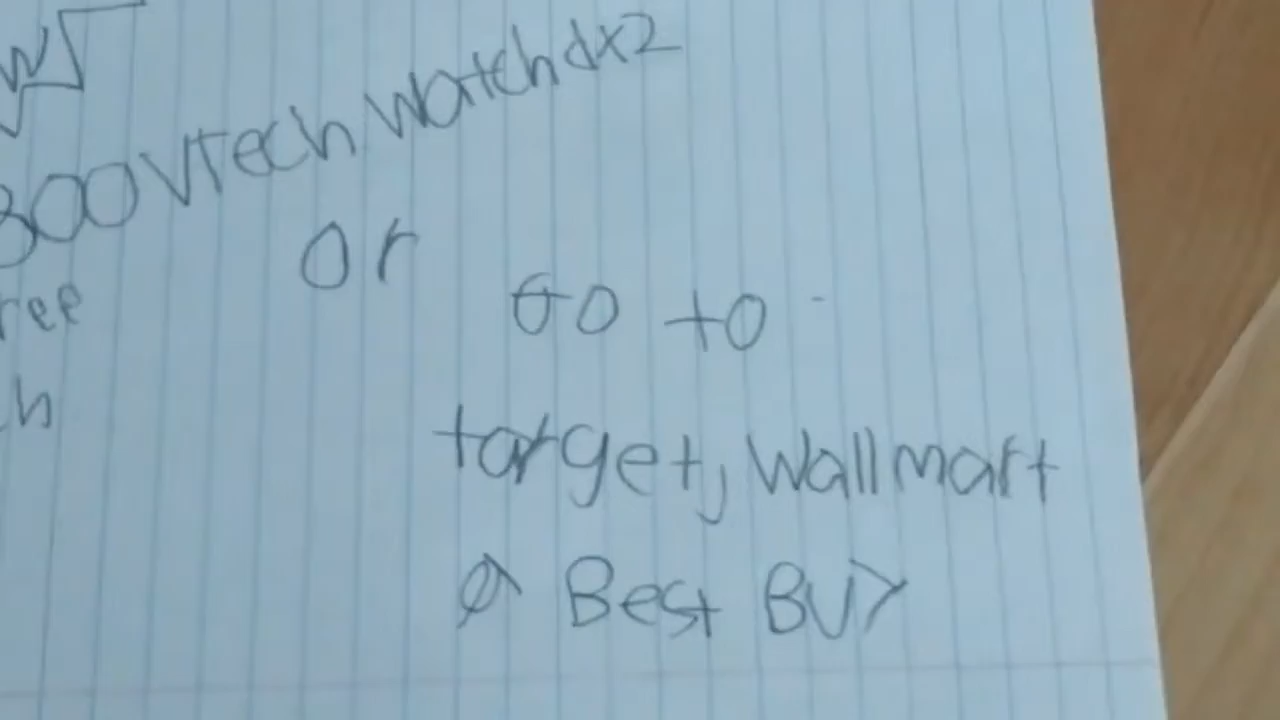 300 VTech Watch dx2
or
Go to
target, Wallmart
Best Buy